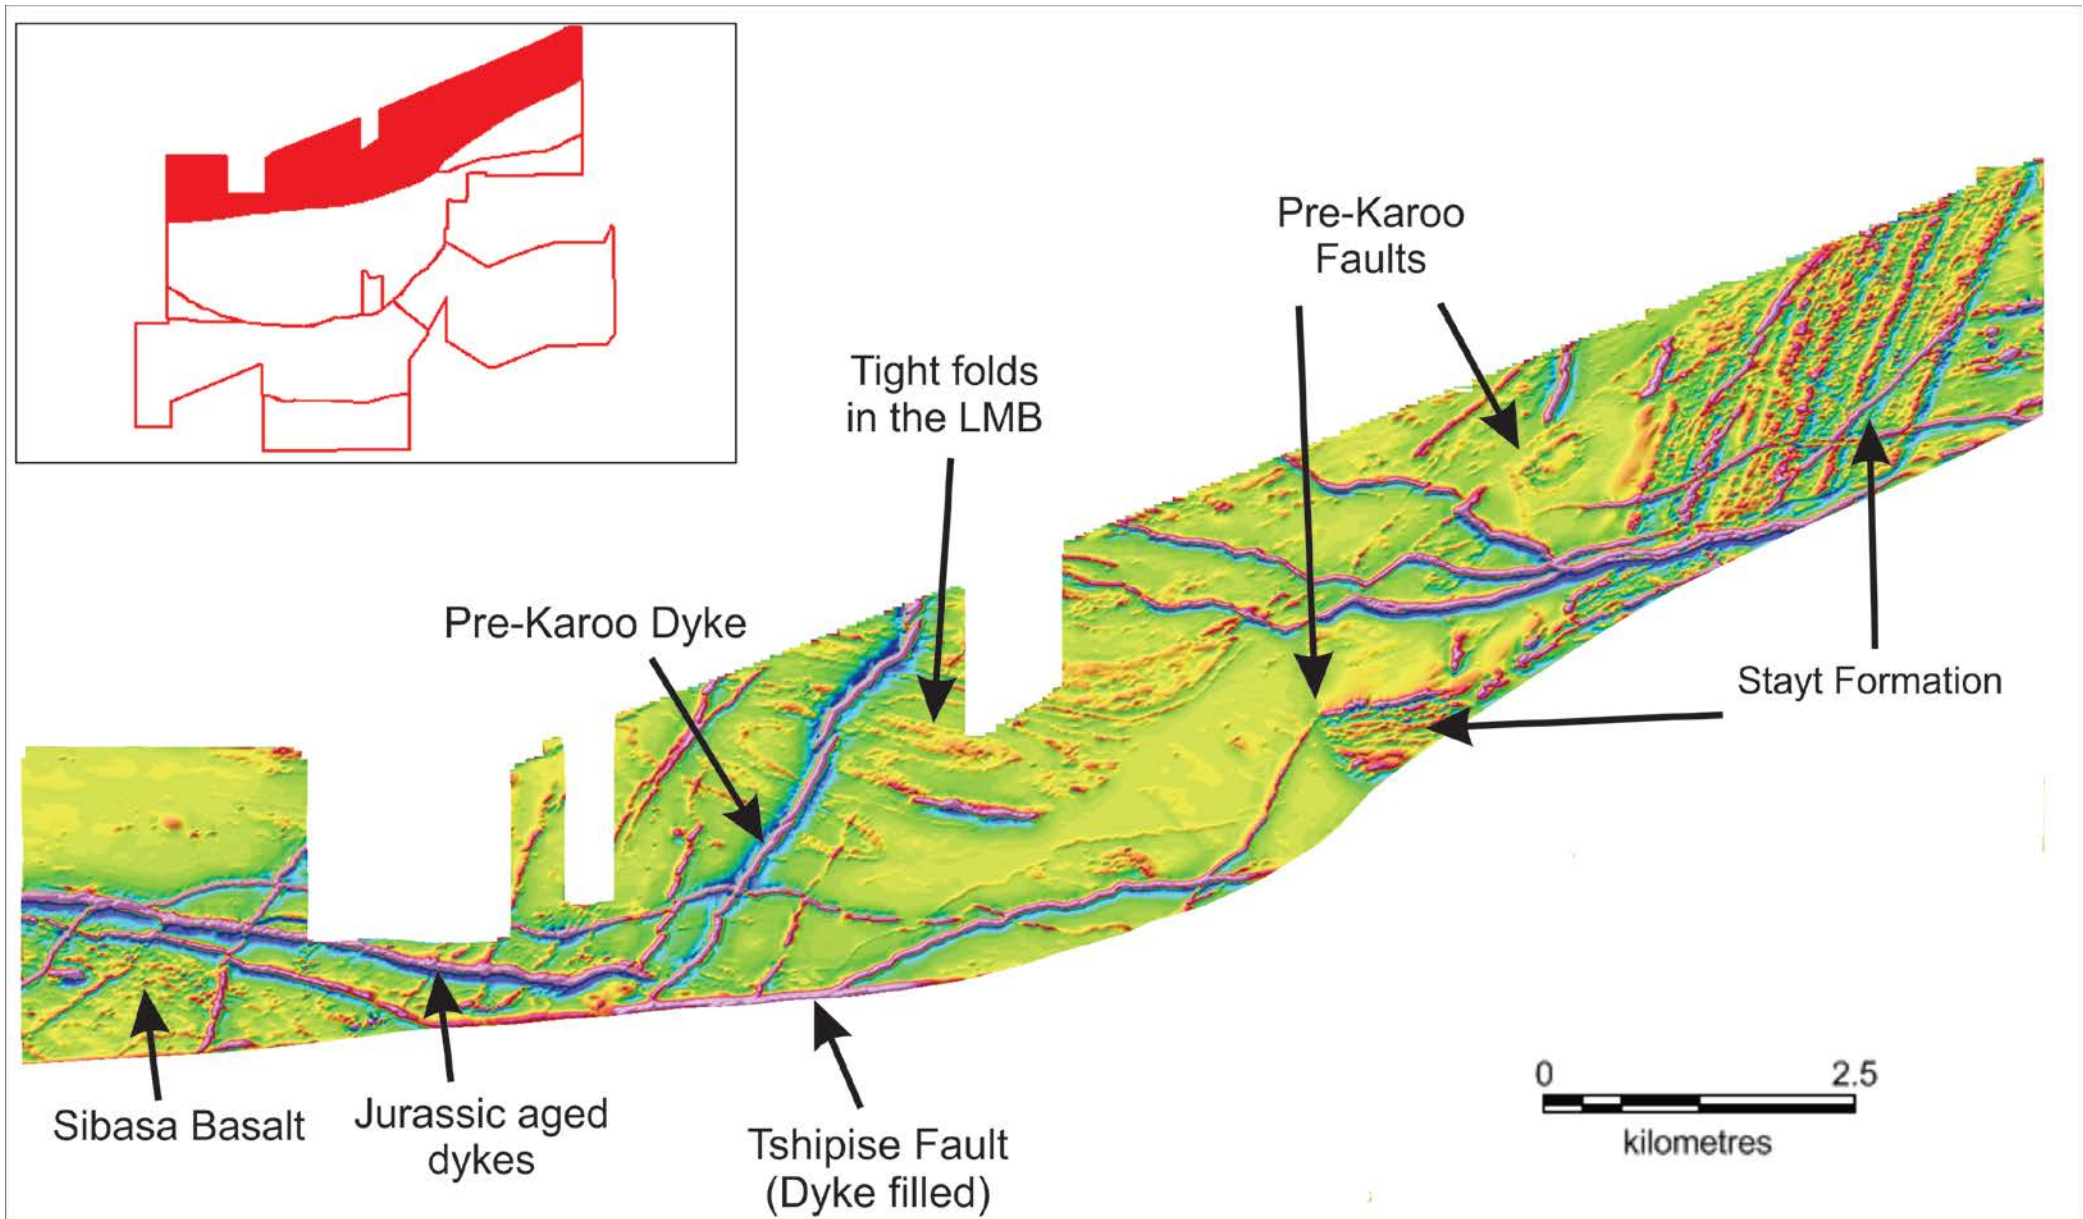 Pre-Karoo
Faults
Tight folds
in the LMB
Pre-Karoo Dyke
Stayt Formation
Sibasa Basalt
Jurassic aged
dykes
Tshipise Fault
(Dyke filled)
0 2.5
kilometres